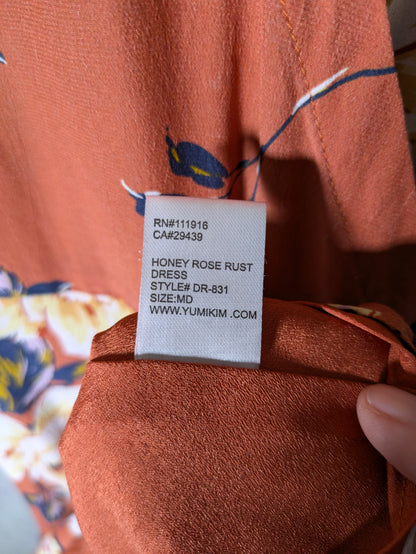 RN#111916
CA#29439
HONEY ROSE RUST
DRESS
STYLE# DR-831
SIZE:MD
WWW.YUMIKIM.COM